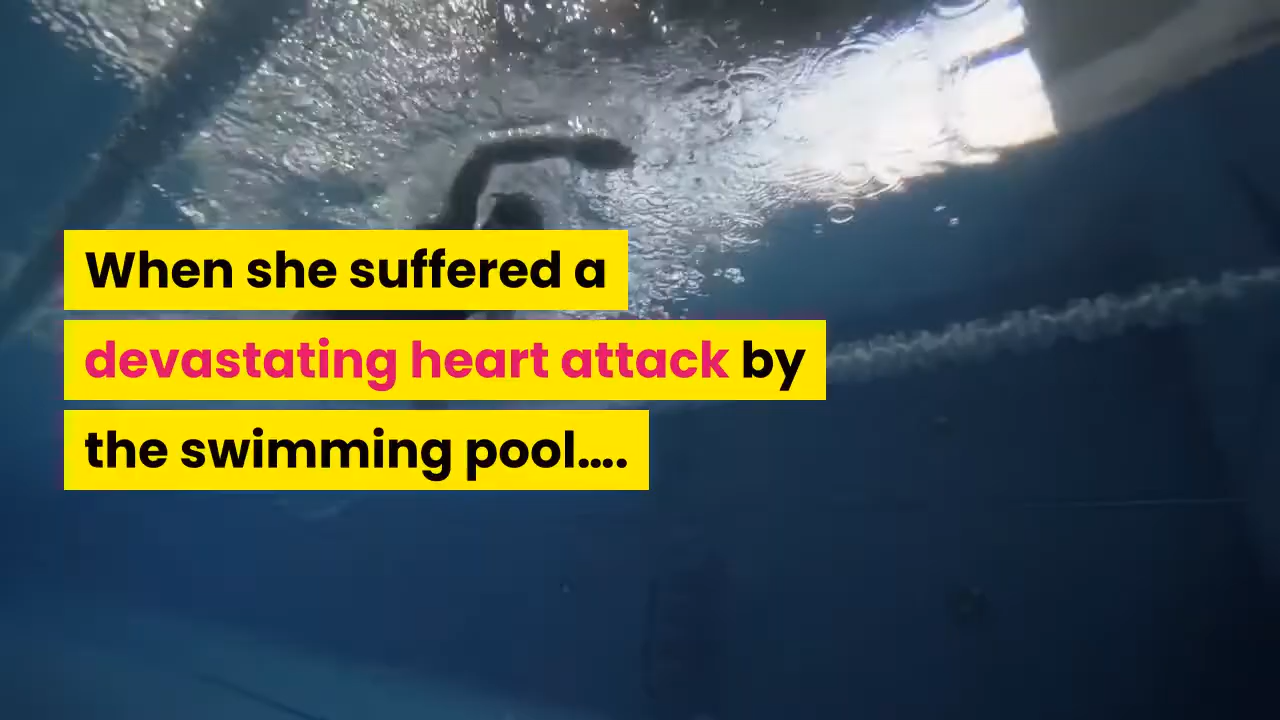 When she suffered a
devastating heart attack by
the swimming pool....